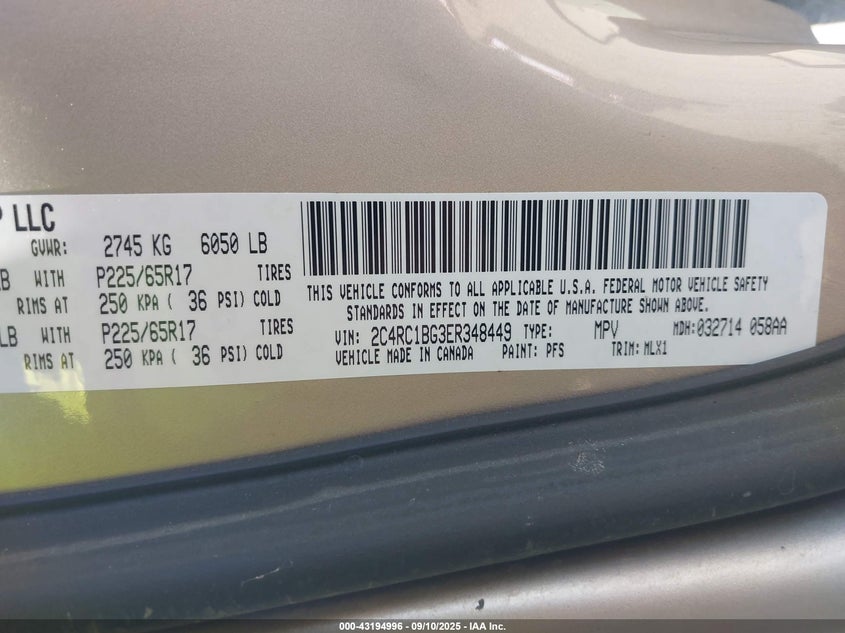 P LLC
GVWR: 2745 KG 6050 LB
LB WITH P225/65R17 TIRES
RIMS AT 250 KPA ( 36 PSI) COLD
LB WITH P225/65R17 TIRES
RIMS AT 250 KPA ( 36 PSI) COLD
THIS VEHICLE CONFORMS TO ALL APPLICABLE U.S.A. FEDERAL MOTOR VEHICLE SAFETY
STANDARDS IN EFFECT ON THE DATE OF MANUFACTURE SHOWN ABOVE.
VIN: 2C4RC1BG3ER348449 TYPE: MPV MDH:032714 058AA
VEHICLE MADE IN CANADA PAINT: PFS TRIM: MLX1
000-43194996 - 09/10/2025 - IAA Inc.